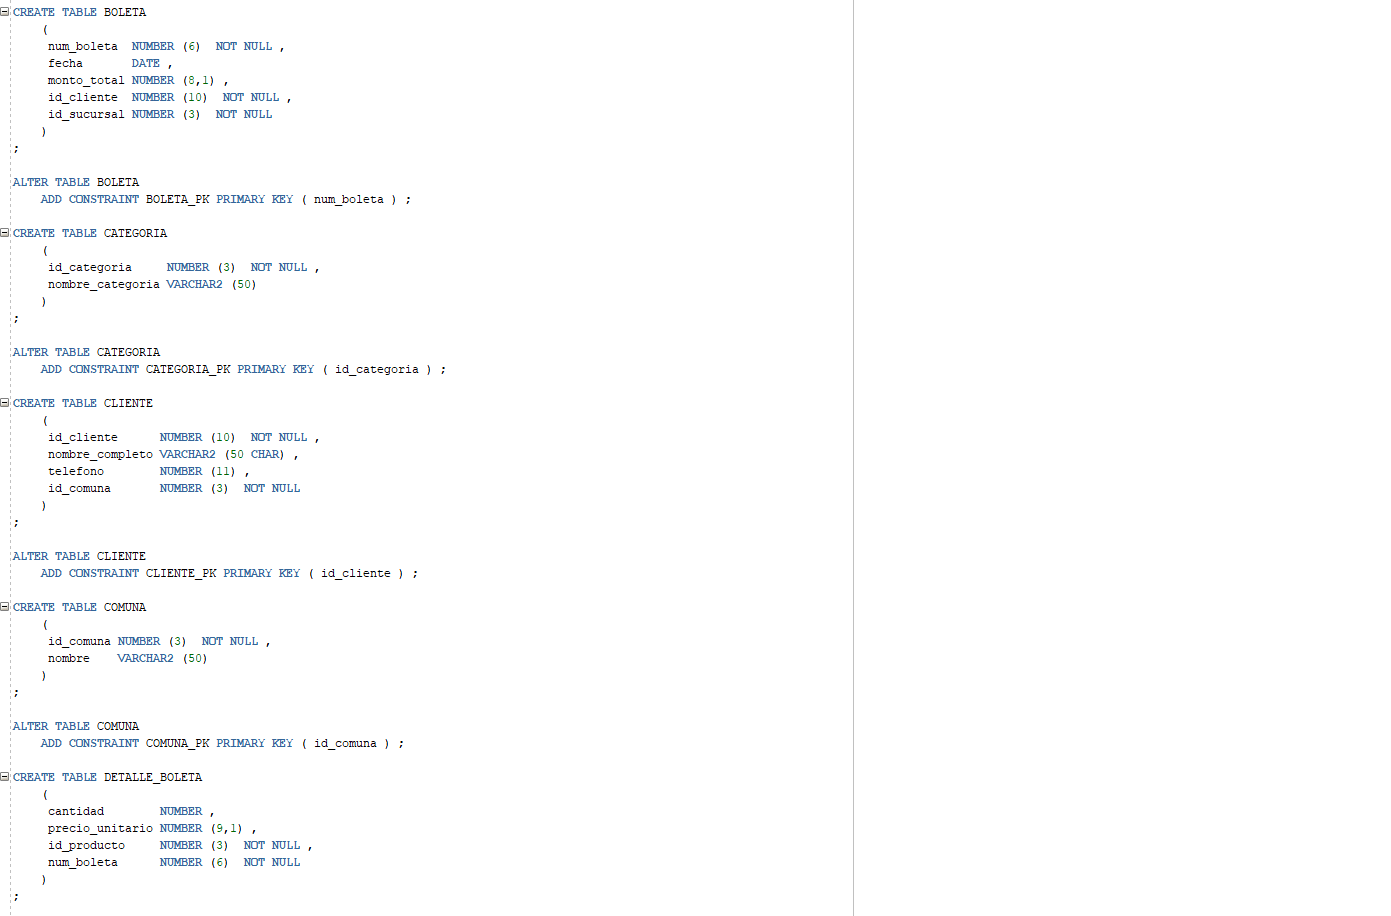 CREATE TABLE BOLETA
(
num_boleta NUMBER (6) NOT NULL ,
fecha DATE ,
monto_total NUMBER (8,1) ,
id_cliente NUMBER (10) NOT NULL ,
id_sucursal NUMBER (3) NOT NULL
)
;
ALTER TABLE BOLETA
ADD CONSTRAINT BOLETA_PK PRIMARY KEY ( num_boleta ) ;
CREATE TABLE CATEGORIA
(
id_categoria NUMBER (3) NOT NULL ,
nombre_categoria VARCHAR2 (50)
)
;
ALTER TABLE CATEGORIA
ADD CONSTRAINT CATEGORIA_PK PRIMARY KEY ( id_categoria ) ;
CREATE TABLE CLIENTE
(
id_cliente NUMBER (10) NOT NULL ,
nombre_completo VARCHAR2 (50 CHAR) ,
telefono NUMBER (11) ,
id_comuna NUMBER (3) NOT NULL
)
;
ALTER TABLE CLIENTE
ADD CONSTRAINT CLIENTE_PK PRIMARY KEY ( id_cliente ) ;
CREATE TABLE COMUNA
(
id_comuna NUMBER (3) NOT NULL ,
nombre VARCHAR2 (50)
)
;
ALTER TABLE COMUNA
ADD CONSTRAINT COMUNA_PK PRIMARY KEY ( id_comuna ) ;
CREATE TABLE DETALLE_BOLETA
(
cantidad NUMBER ,
precio_unitario NUMBER (9,1) ,
id_producto NUMBER (3) NOT NULL ,
num_boleta NUMBER (6) NOT NULL
)
;